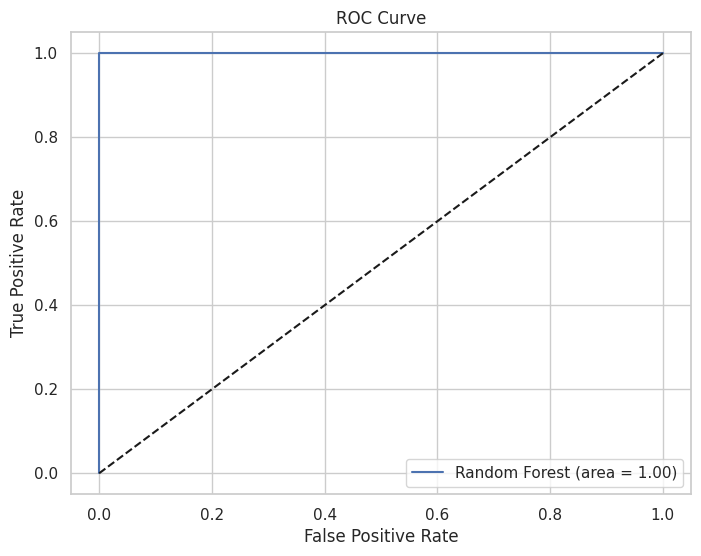 ROC Curve
1.0
0.8
0.6
0.4
0.2
0.0
True Positive Rate
Random Forest (area = 1.00)
0.0 0.2 0.4 0.6 0.8 1.0
False Positive Rate